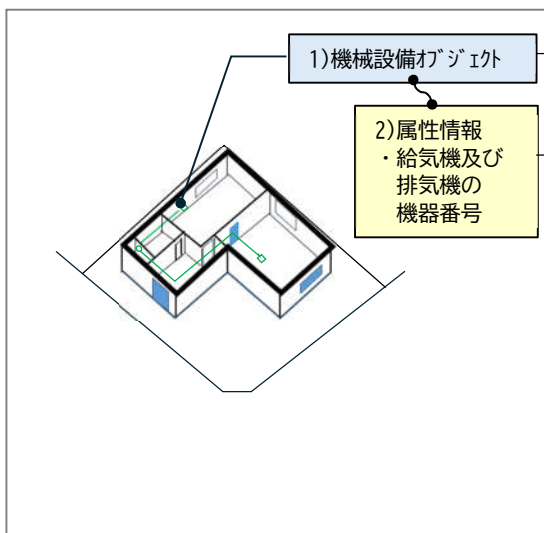 1)機械設備ｵﾌﾞｼﾞｪｸﾄ
2)属性情報
・給気機及び
排気機の
機器番号